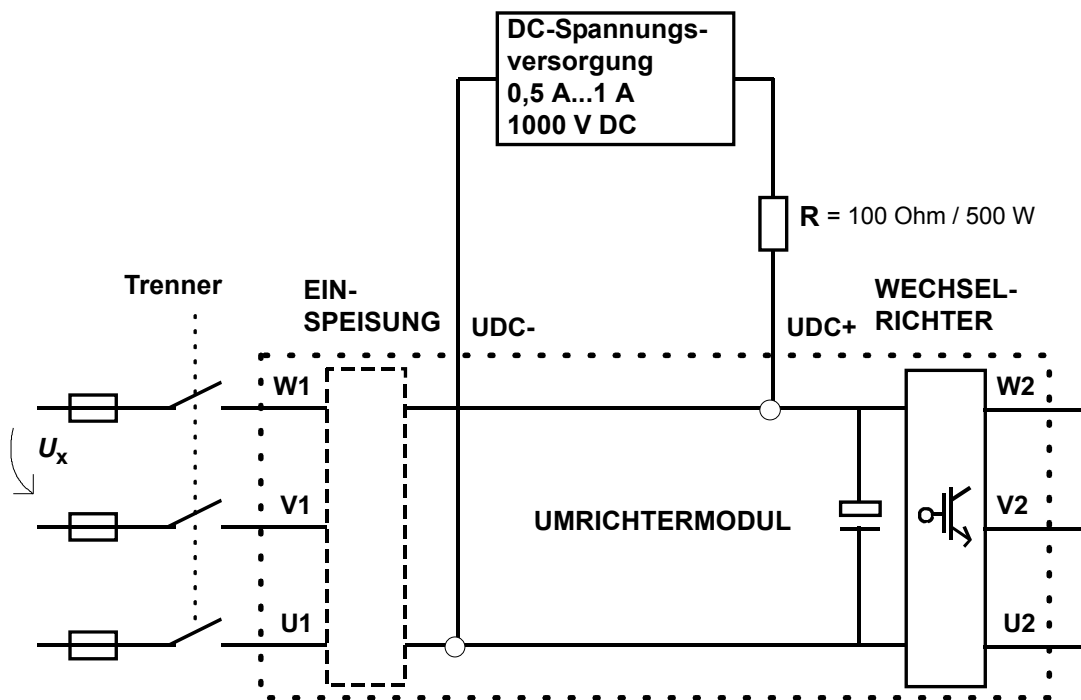 DC-Spannungs-
versorgung
0,5 A...1 A
1000 V DC
R = 100 Ohm / 500 W
Trenner
EIN-
SPEISUNG
UDC-
UDC+
WECHSEL-
RICHTER
W1
W2
Ux
V1
UMRICHTERMODUL
V2
U1
U2